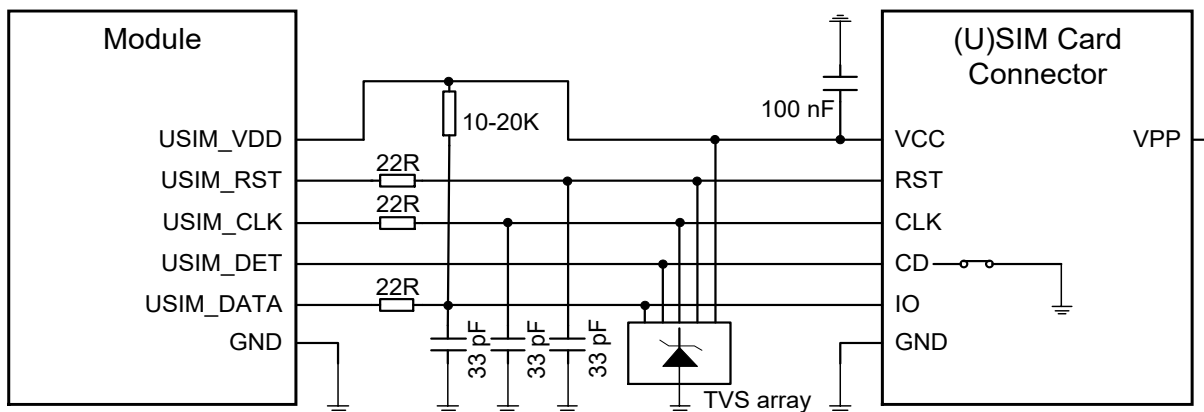 Module
(U)SIM Card
Connector
100 nF
10-20K
USIM_VDD
VCC
VPP
22R
USIM_RST
RST
22R
USIM_CLK
CLK
USIM_DET
CD
22R
USIM_DATA
IO
GND
33 pF
33 pF
33 pF
GND
TVS array